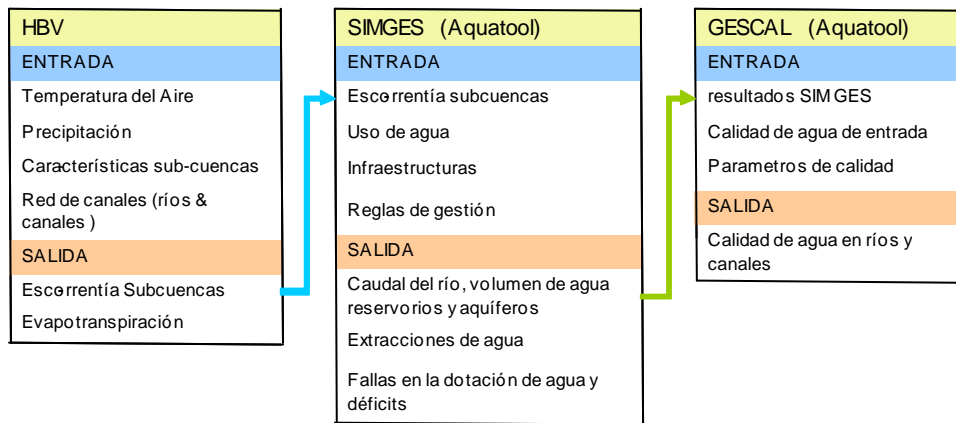 HBV
ENTRADA
Temperatura del Aire
Precipitación
Características sub-cuencas
Red de canales (ríos &
canales )
SALIDA
Escorrentía Subcuencas
Evapotranspiración
SIMGES (Aquatool)
ENTRADA
Escorrentía subcuencas
Uso de agua
Infraestructuras
Reglas de gestión
SALIDA
Caudal del río, volumen de agua
reservorios y aquíferos
Extracciones de agua
Fallas en la dotación de agua y
déficits
GESCAL (Aquatool)
ENTRADA
resultados SIMGES
Calidad de agua de entrada
Parametros de calidad
SALIDA
Calidad de agua en ríos y
canales